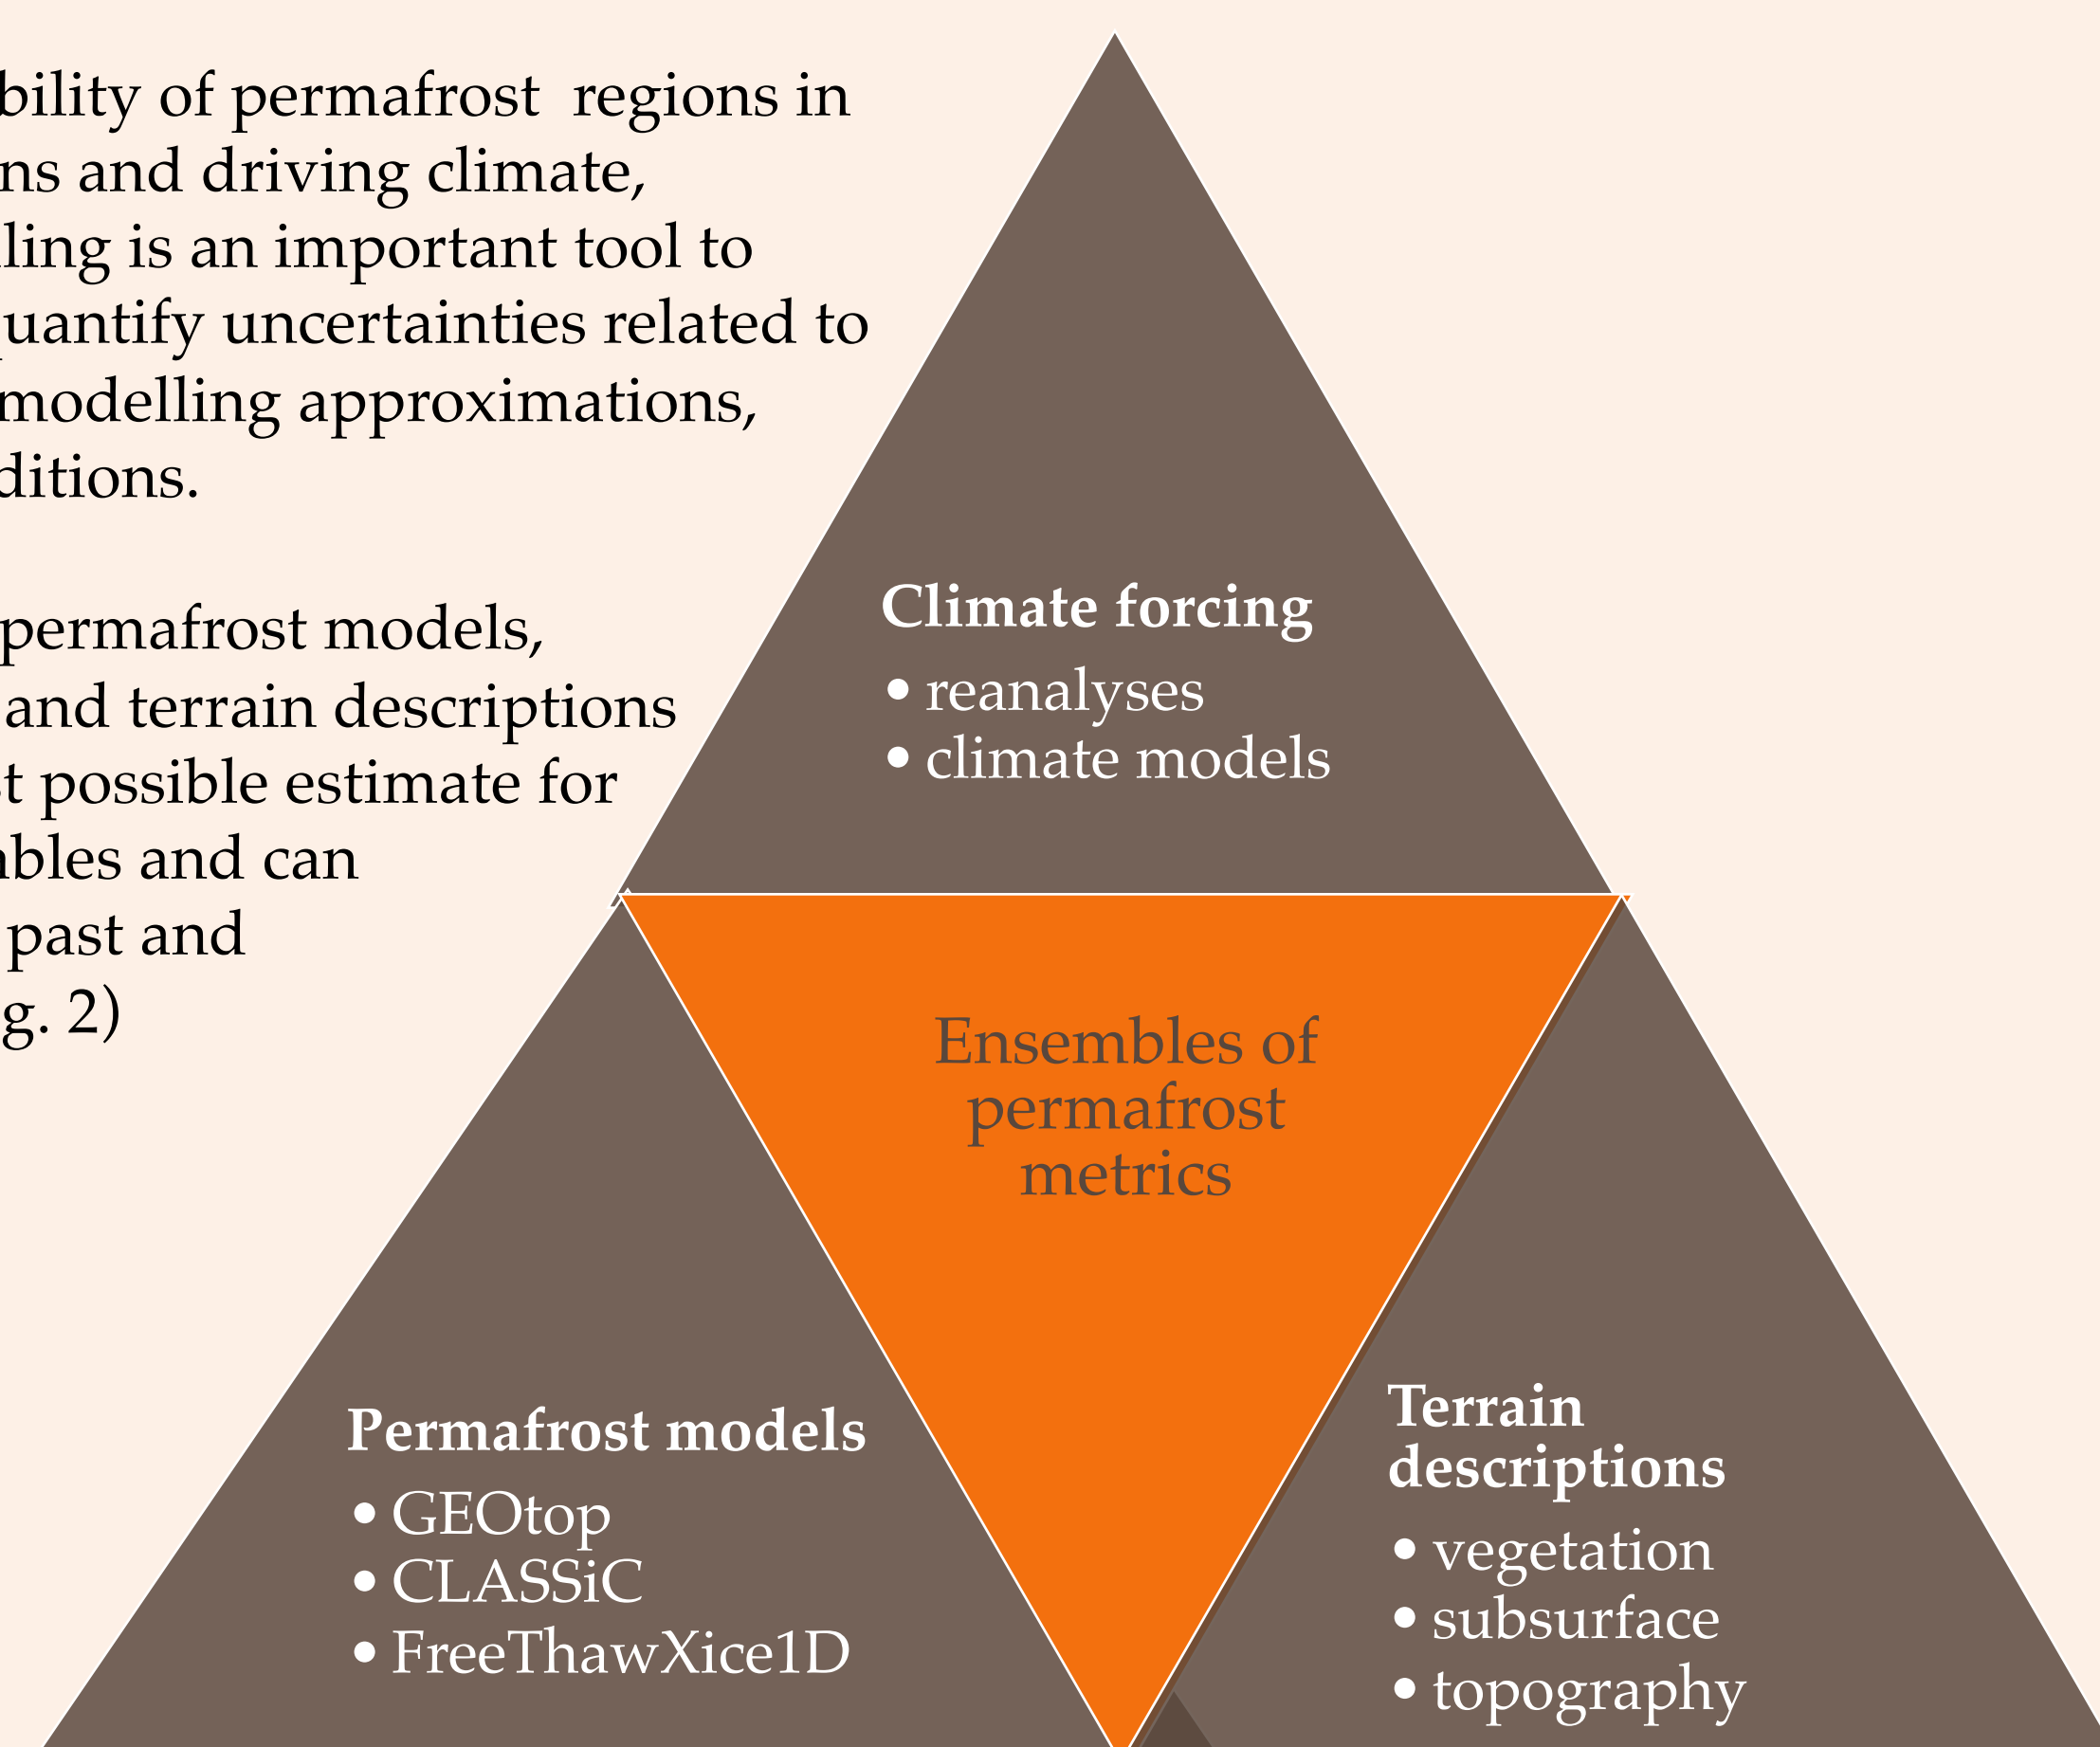 bility of permafrost regions in
ns and driving climate,
ling is an important tool to
uantify uncertainties related to
modelling approximations,
ditions.
permafrost models,
and terrain descriptions
t possible estimate for
bles and can
past and
g. 2)
Climate forcing
• reanalyses
• climate models
Ensembles of
permafrost
metrics
Permafrost models
• GEOtop
• CLASSiC
• FreeThawXice1D
Terrain
descriptions
• vegetation
• subsurface
• topography